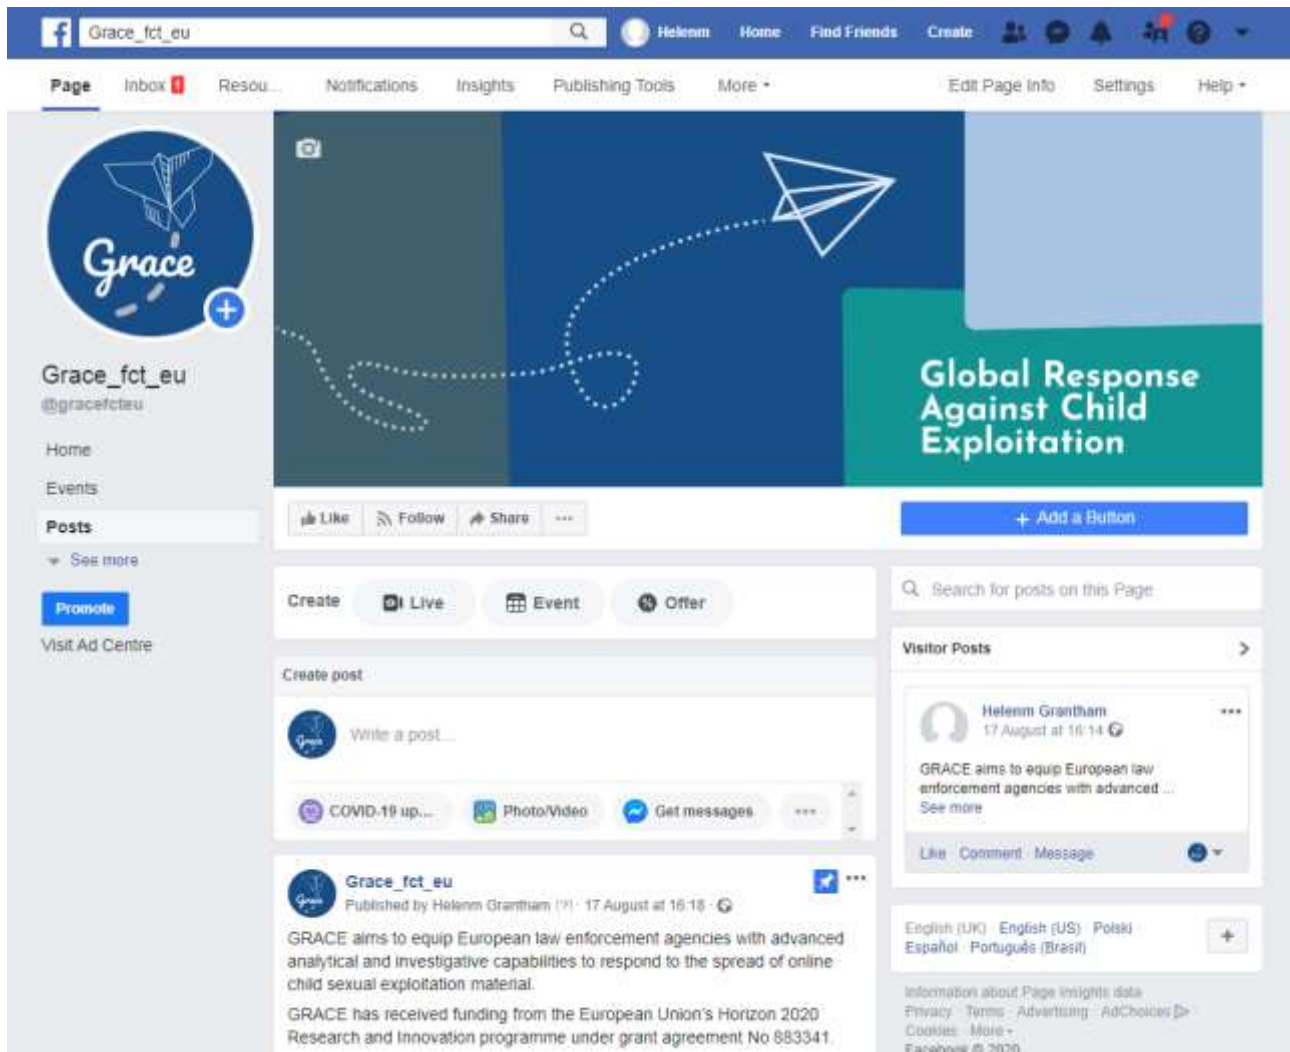 Grace_fct_eu
Helenm Home Find Friends Create
Page Inbox 1 Resou... Notifications Insights Publishing Tools More Edit Page Info Settings Help
Grace
Grace_fct_eu
@gracefcteu
Home
Events
Posts
See more
Promote
Visit Ad Centre
Global Response
Against Child
Exploitation
Like Follow Share ...
+ Add a Button
Create Live Event Offer
Create post
Grace
Write a post...
COVID-19 up... Photo/Video Get messages ...
Grace
Grace_fct_eu
Published by Helenm Grantham [?] · 17 August at 16:18 ·
GRACE aims to equip European law enforcement agencies with advanced
analytical and investigative capabilities to respond to the spread of online
child sexual exploitation material.
GRACE has received funding from the European Union's Horizon 2020
Research and Innovation programme under grant agreement No 883341.
Search for posts on this Page
Visitor Posts
Helenm Grantham
17 August at 16:14
GRACE aims to equip European law
enforcement agencies with advanced ...
See more
Like · Comment · Message
English (UK) · English (US) · Polski ·
Español · Português (Brasil)
+
Information about Page Insights data
Privacy · Terms · Advertising · AdChoices
Cookies · More
Facebook © 2020